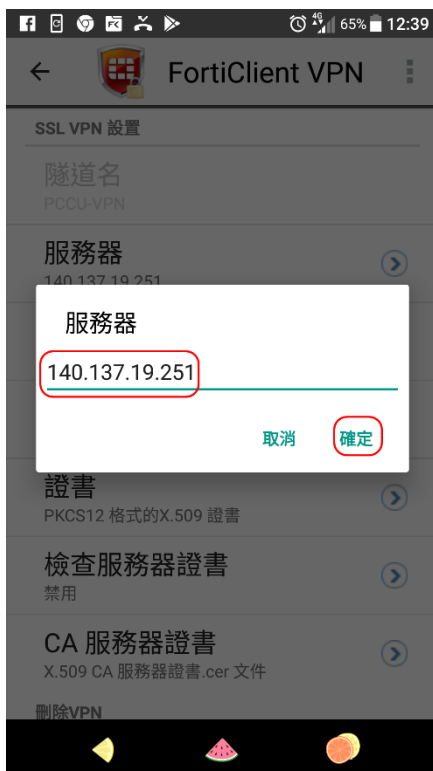 4G 65% 12:39
FortiClient VPN
SSL VPN 設置
隧道名
PCCU-VPN
服務器
140.137.19.251
服務器
140.137.19.251
取消 確定
證書
PKCS12 格式的X.509 證書
檢查服務器證書
禁用
CA 服務器證書
X.509 CA 服務器證書.cer 文件
刪除VPN